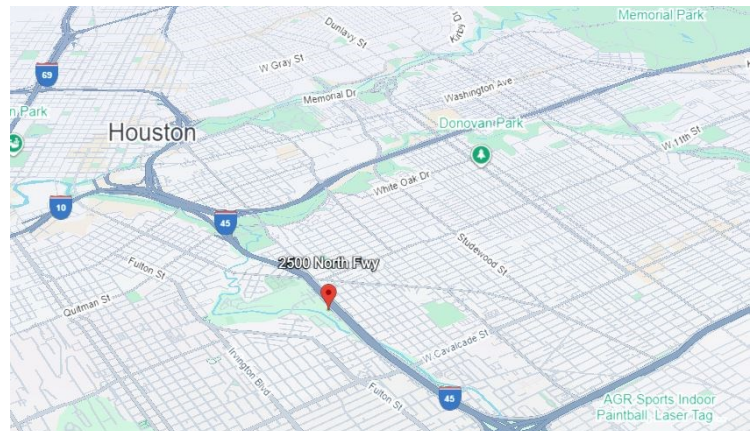 Memorial Park
Dunlavy St
Kirby Dr
W Gray St
69
Washington Ave
Memorial Dr
n Park
Houston
Donovan Park
W 11th St
White Oak Dr
10
45
Studewood St
2500 North Fwy
Fulton St
Quitman St
W Cavalcade St
Irvington Blvd
Fulton St
45
AGR Sports Indoor
Paintball, Laser Tag